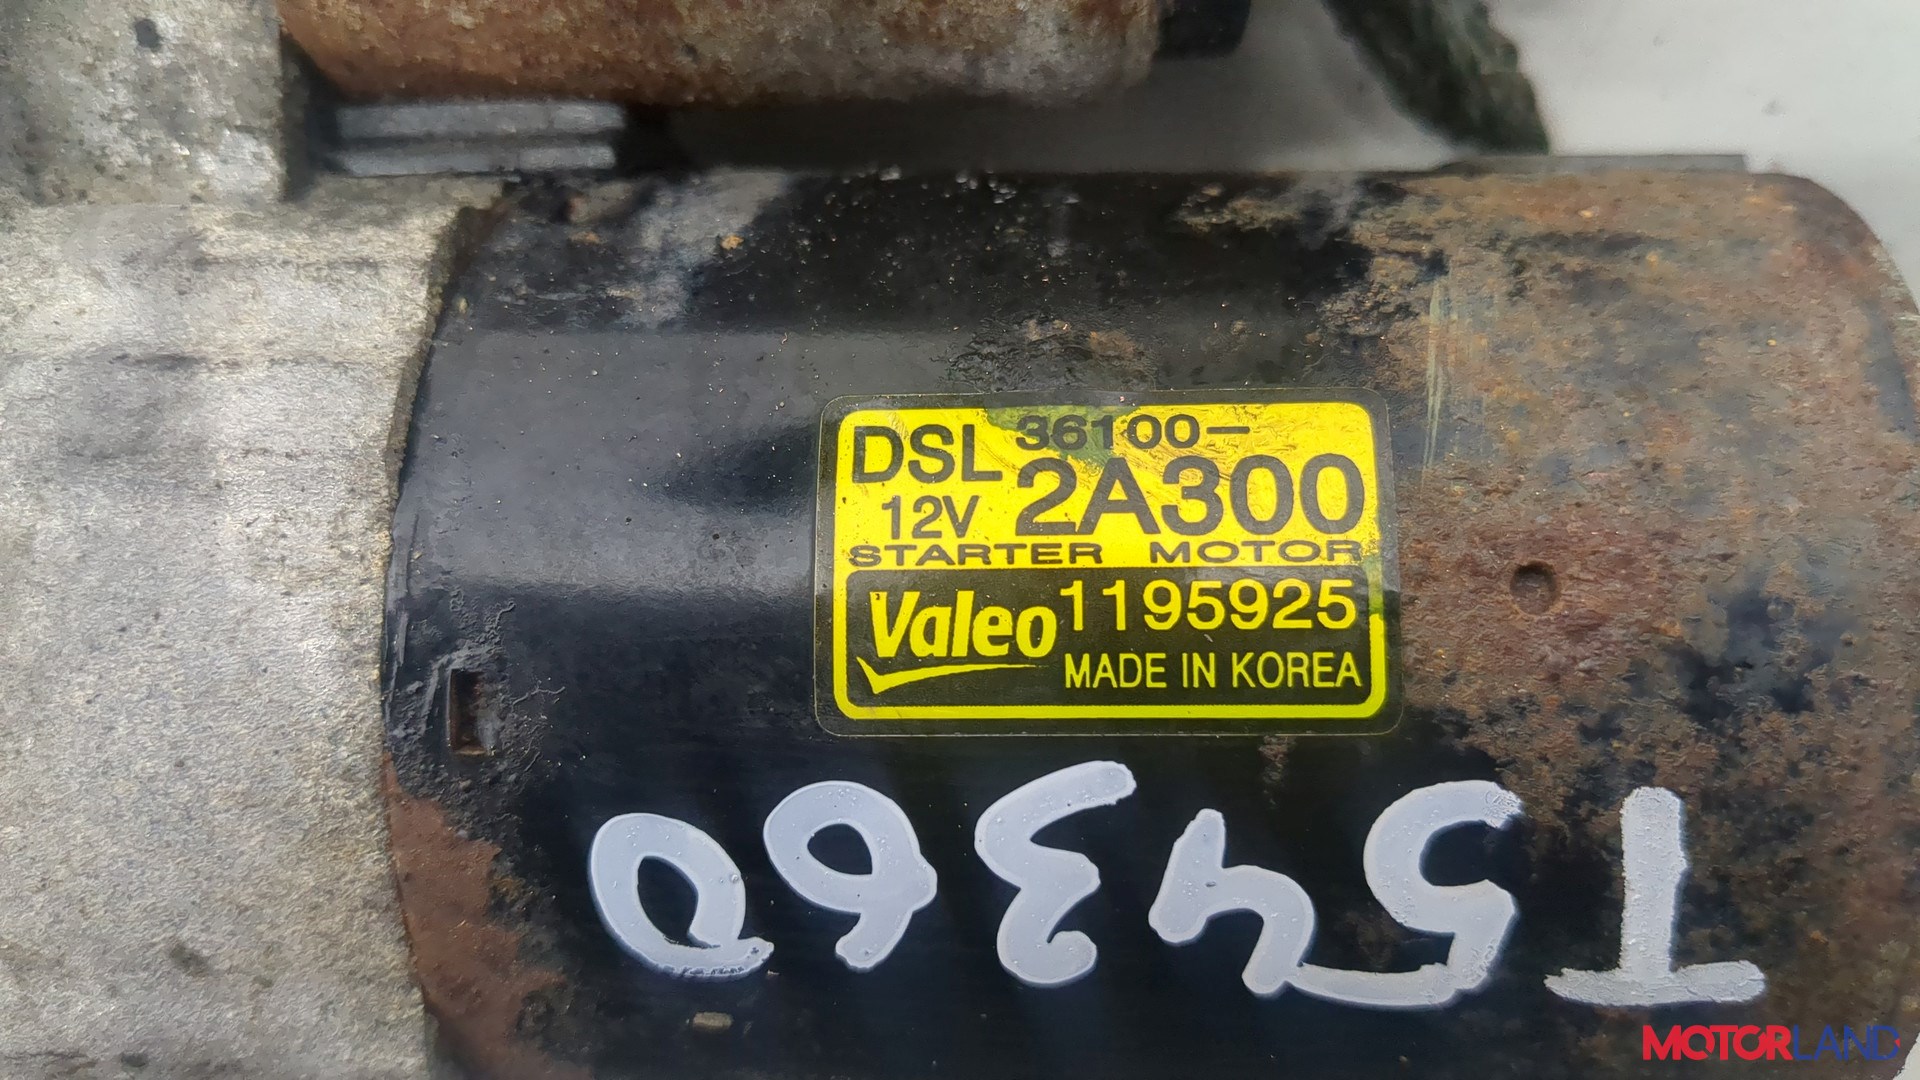 DSL 36100-
12V 2A300
STARTER MOTOR
Valeo 1195925
MADE IN KOREA
T54360
MOTORLAND